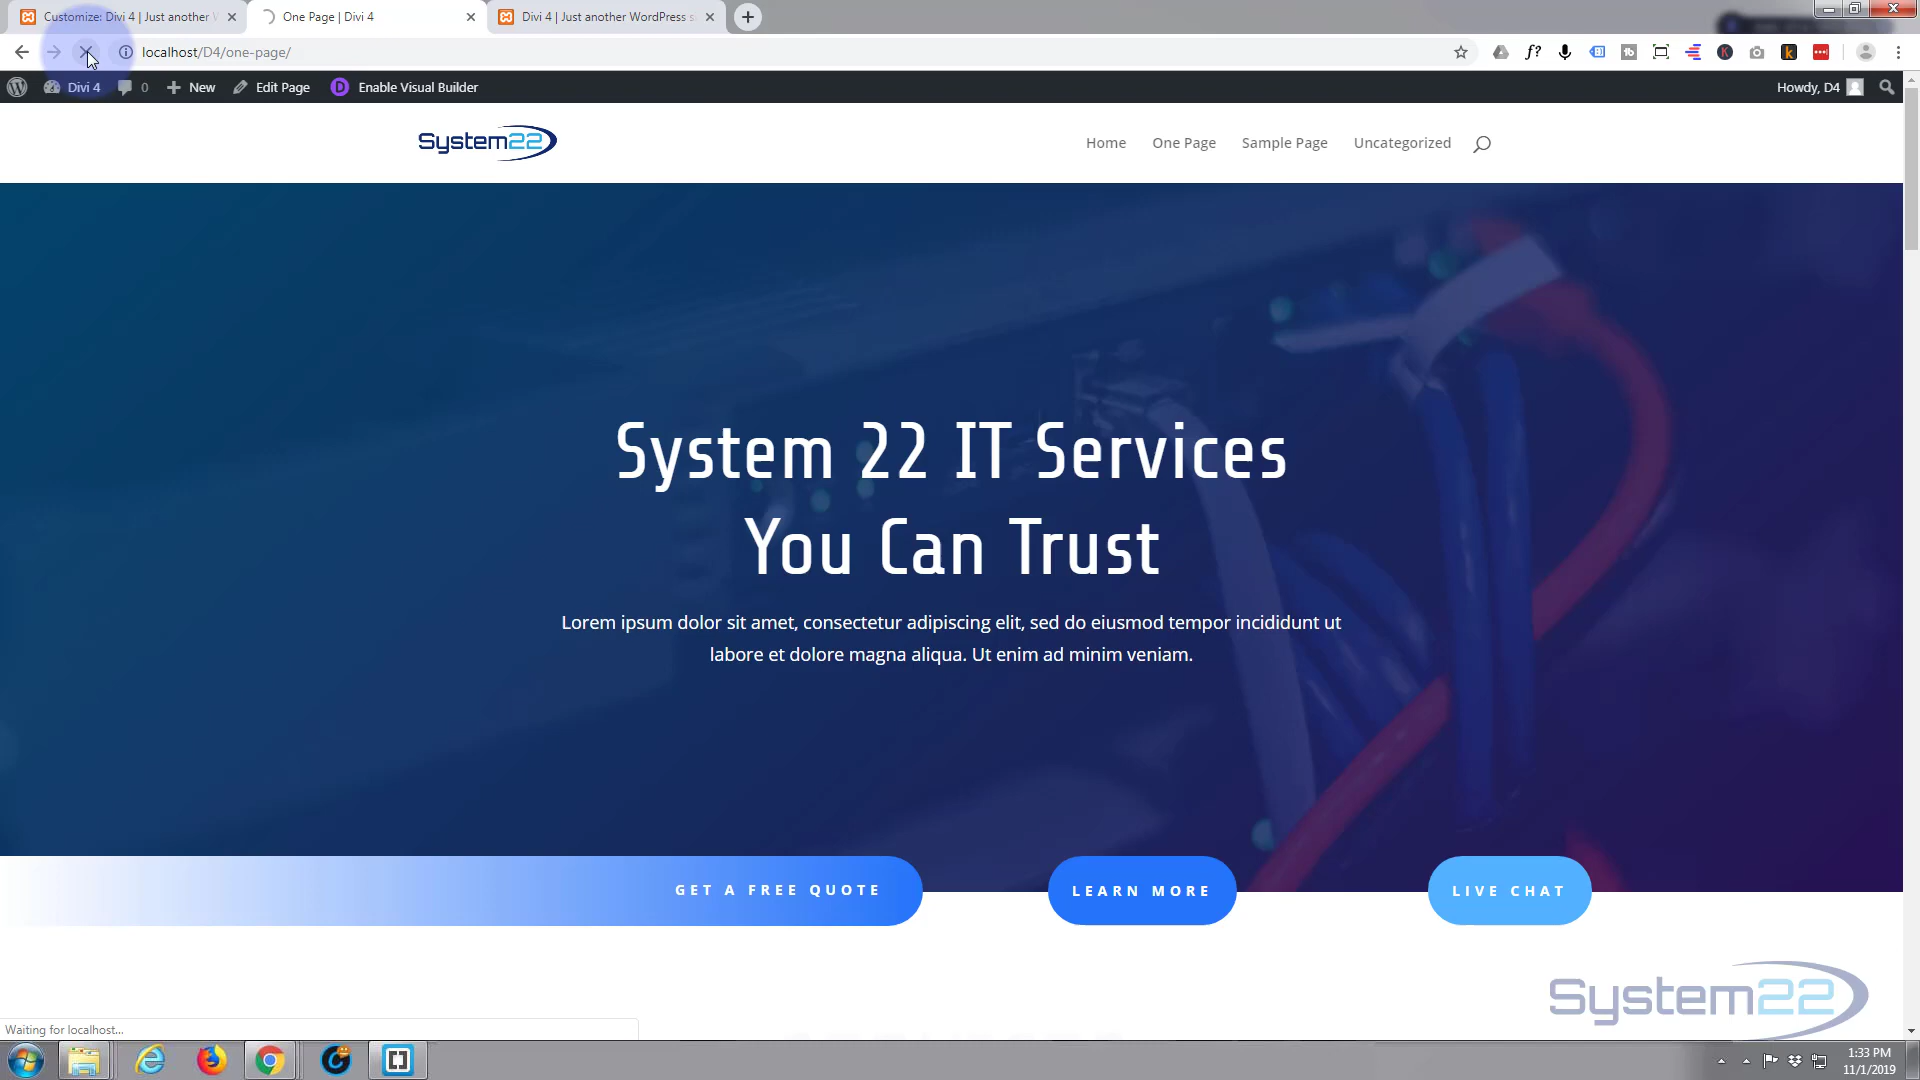 Customize: Divi 4 | Just another W
One Page | Divi 4
Divi 4 | Just another WordPress s
localhost/D4/one-page/
Divi 4
0
New
Edit Page
Enable Visual Builder
Howdy, D4
System22
Home
One Page
Sample Page
Uncategorized
System 22 IT Services
You Can Trust
Lorem ipsum dolor sit amet, consectetur adipiscing elit, sed do eiusmod tempor incididunt ut
labore et dolore magna aliqua. Ut enim ad minim veniam.
GET A FREE QUOTE
LEARN MORE
LIVE CHAT
System22
Waiting for localhost...
1:33 PM
11/1/2019